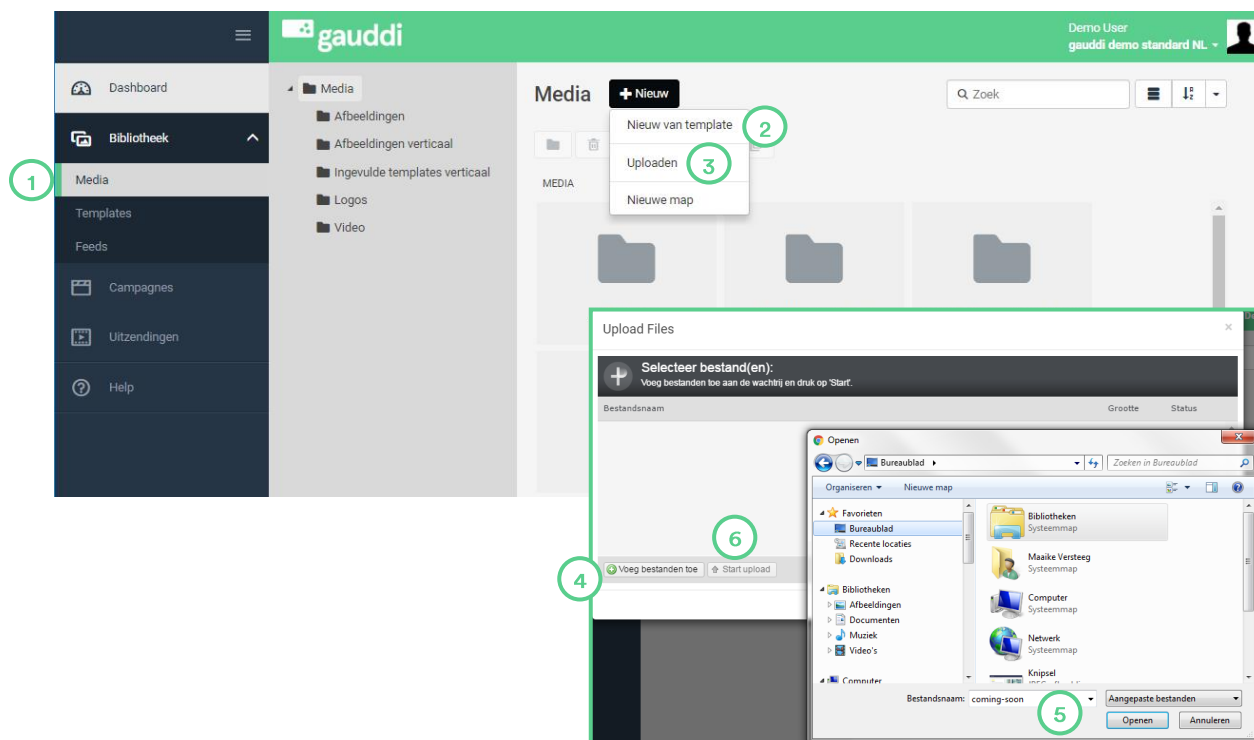 gauddi
Demo User
gauddi demo standard NL
Dashboard
Bibliotheek
1
Media
Templates
Feeds
Campagnes
Uitzendingen
Help
Media
Afbeeldingen
Afbeeldingen verticaal
Ingevulde templates verticaal
Logos
Video
Media
+ Nieuw
Zoek
Nieuw van template
2
Uploaden
3
Nieuwe map
MEDIA
Upload Files
×
Selecteer bestand(en):
Voeg bestanden toe aan de wachtrij en druk op 'Start'.
Bestandsnaam
Grootte
Status
6
4
Voeg bestanden toe
Start upload
Openen
Bureaublad
Zoeken in Bureaublad
Organiseren
Nieuwe map
Favorieten
Bureaublad
Recente locaties
Downloads
Bibliotheken
Afbeeldingen
Documenten
Muziek
Video's
Computer
Bibliotheken
Systeemmap
Maaike Versteeg
Systeemmap
Computer
Systeemmap
Netwerk
Systeemmap
Knipsel
Bestandsnaam:
coming-soon
Aangepaste bestanden
5
Openen
Annuleren